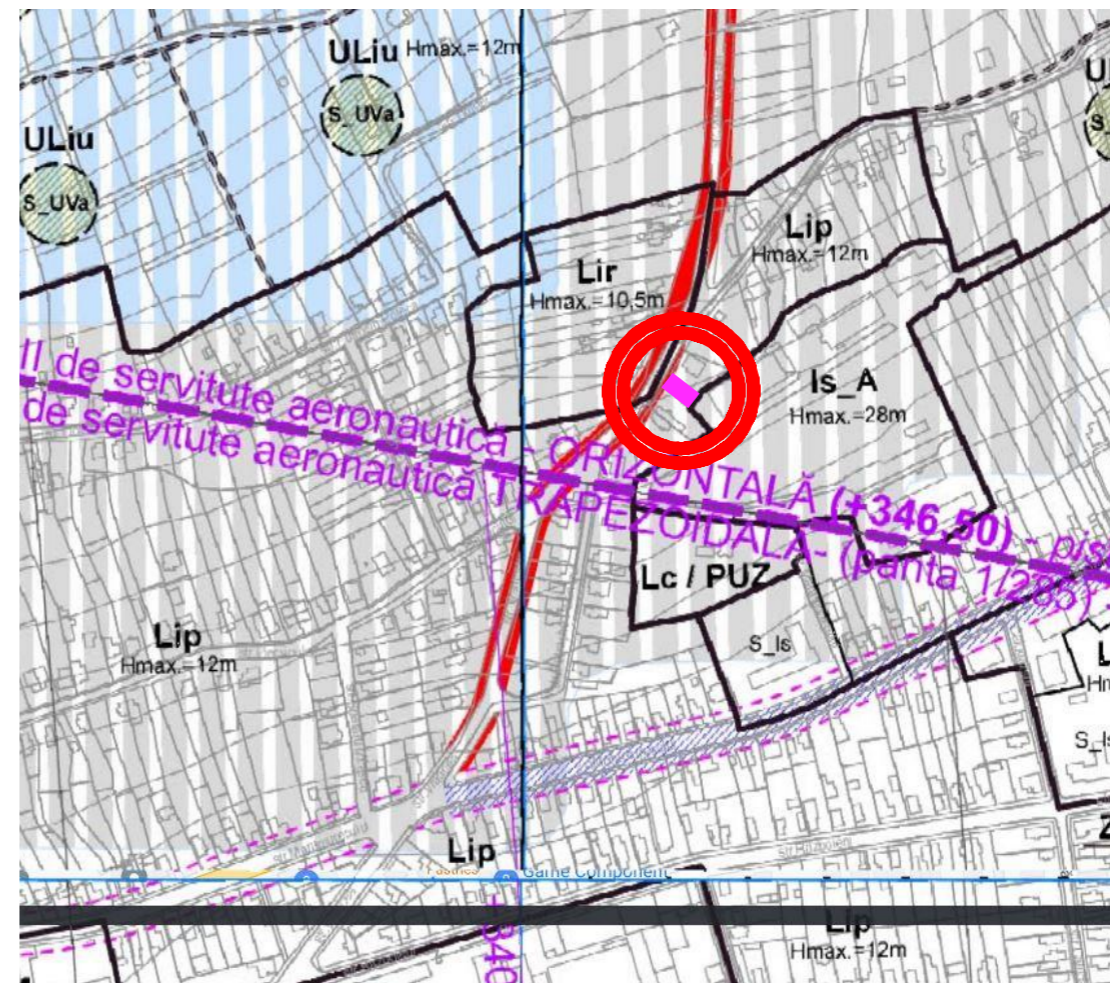 ULiu Hmax.=12m
S_UVa
ULiu
S_UVa
Lip
Hmax.=12m
Lir
Hmax.=10,5m
Is_A
Hmax.=28m
II de servitute aeronautică - ORIZONTALĂ (+346,50) - pis
de servitute aeronautică TRAPEZOIDALĂ - (panta 1/285)
Lc / PUZ
S_Is
Lip
Hmax.=12m
S_Is
Lip
Game Component
Lip
Hmax.=12m